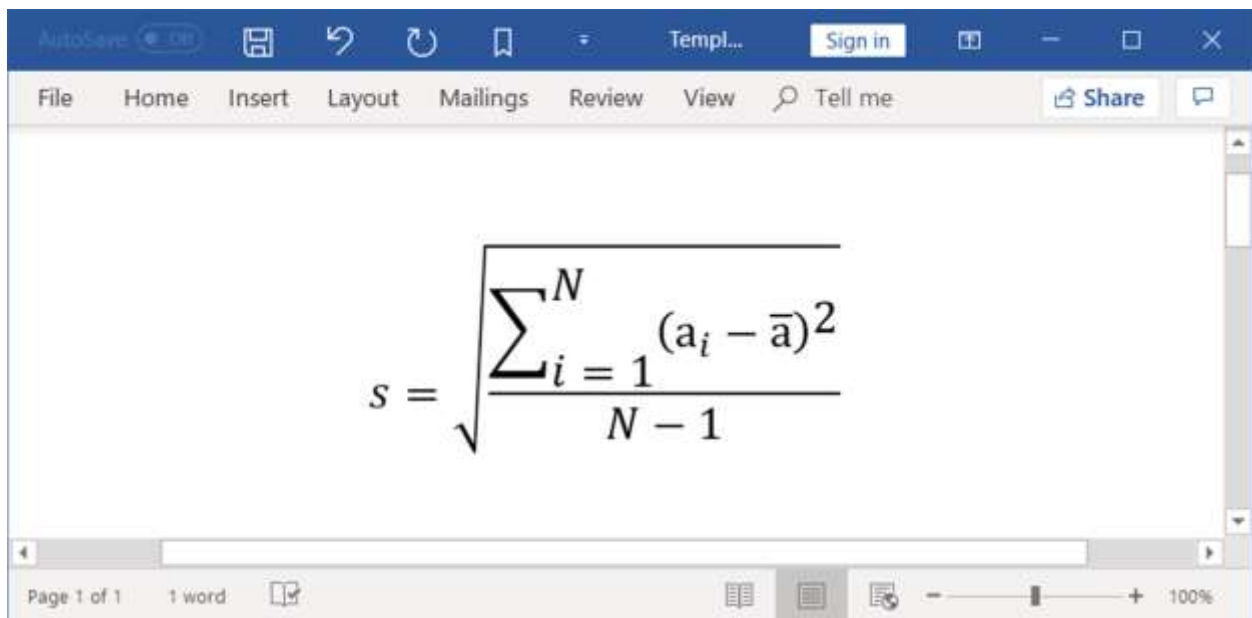 AutoSave Off Templ... Sign in
File Home Insert Layout Mailings Review View Tell me Share
s = √(∑_{i = 1}^{N} (a_i − a̅)² / N − 1)
Page 1 of 1 1 word 100%